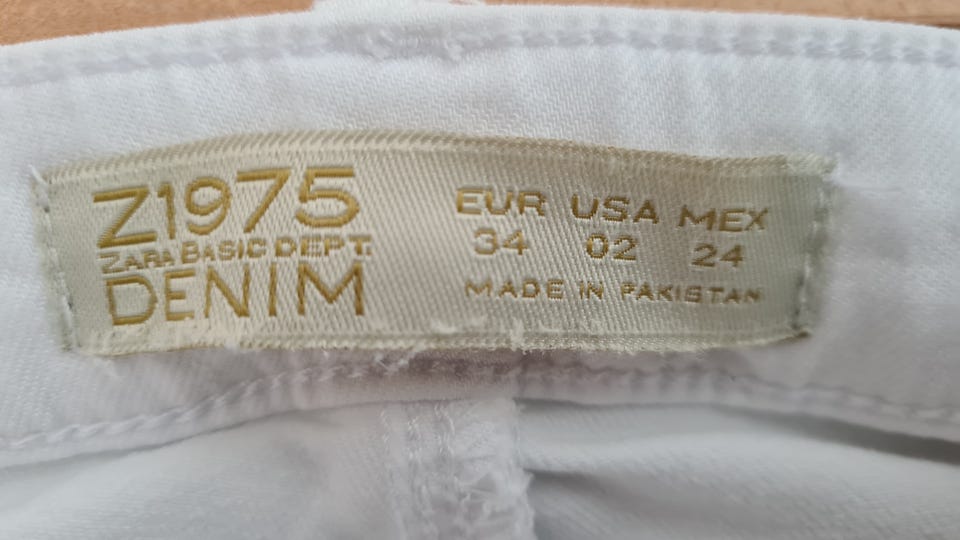 Z1975
ZARA BASIC DEPT.
DENIM
EUR USA MEX
34 02 24
MADE IN PAKISTAN